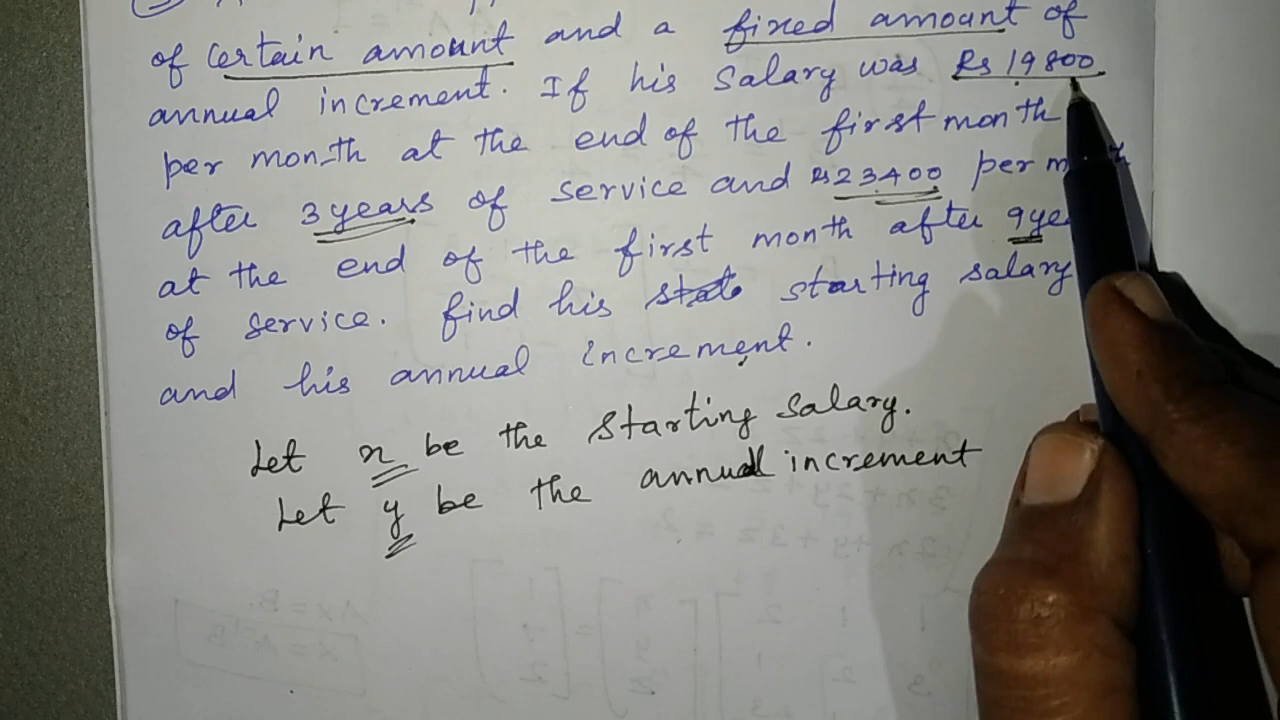 of certain amount and a fixed amount of
annual increment. If his salary was Rs 19800
per month at the end of the first month
after 3 years of service and Rs 23400 per
at the end of the first month after 9
of service. find his starting salary
and his annual increment.
Let x be the starting salary.
Let y be the annual increment